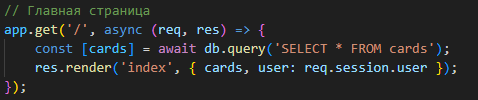 // Главная страница
app.get('/', async (req, res) => {
    const [cards] = await db.query('SELECT * FROM cards');
    res.render('index', { cards, user: req.session.user });
});